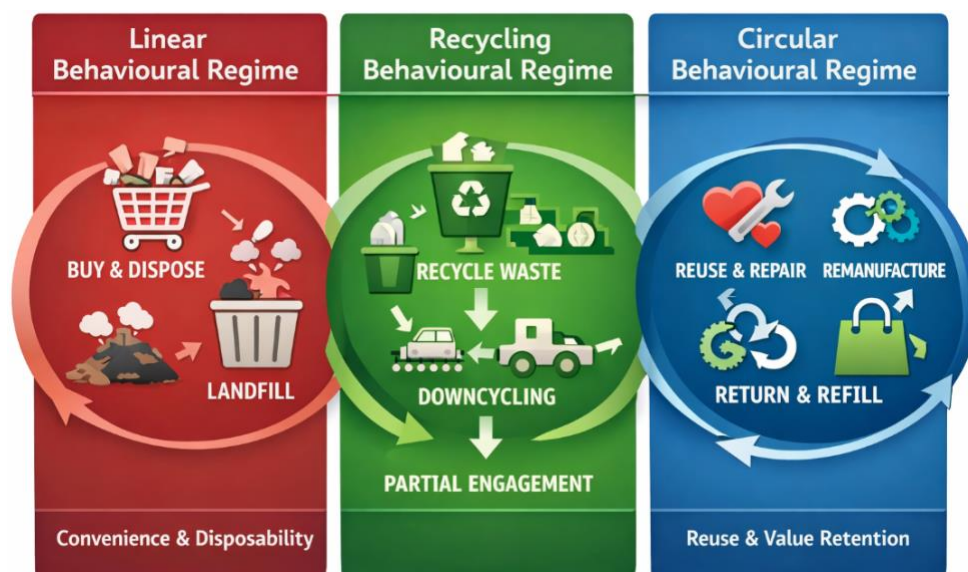 Linear
Behavioural Regime
BUY & DISPOSE
LANDFILL
Convenience & Disposability
Recycling
Behavioural Regime
RECYCLE WASTE
DOWNCYCLING
PARTIAL ENGAGEMENT
Circular
Behavioural Regime
REUSE & REPAIR
REMANUFACTURE
RETURN & REFILL
Reuse & Value Retention